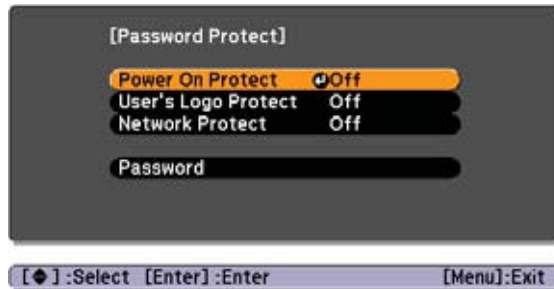 [Password Protect]
Power On Protect Off
User's Logo Protect Off
Network Protect Off
Password
[◆] :Select [Enter] :Enter [Menu]:Exit